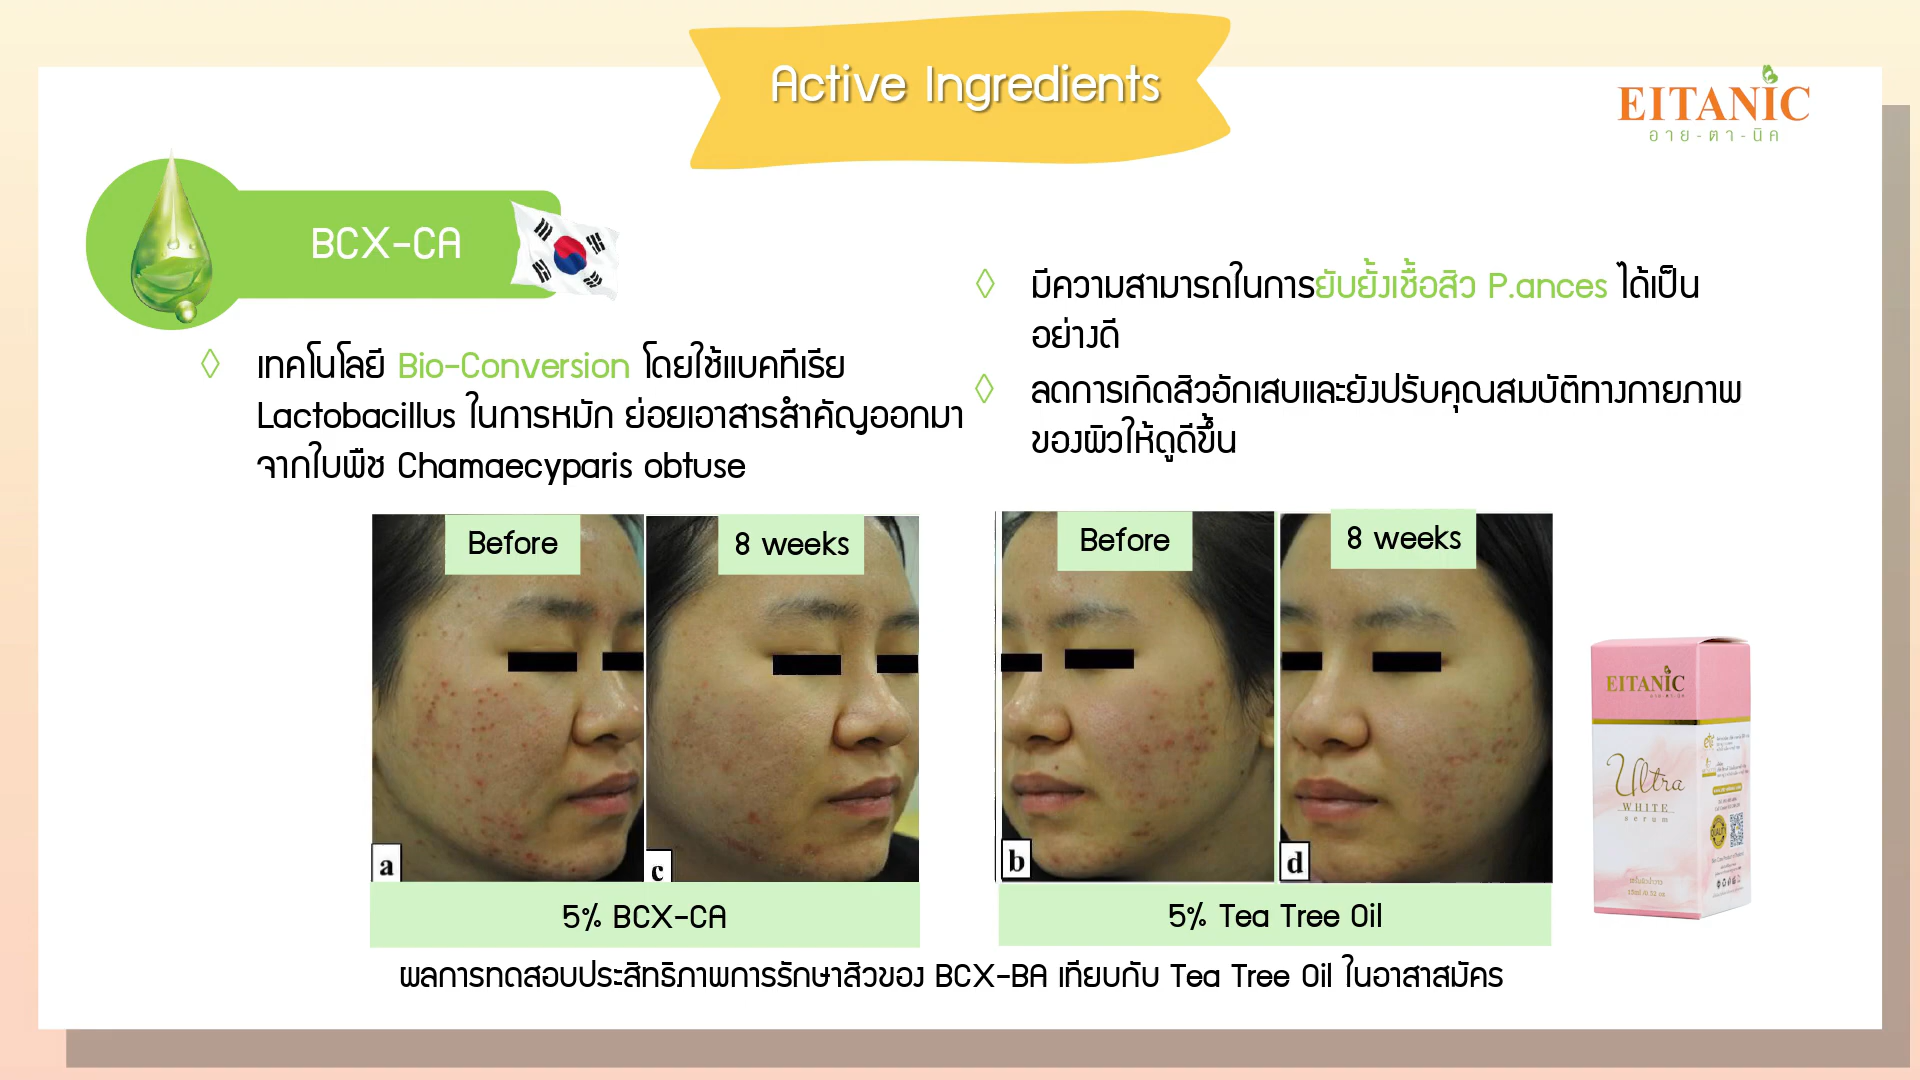 Active Ingredients
EITANIC
อาย-ตา-นิค
BCX-CA
เทคโนโลยี Bio-Conversion โดยใช้แบคทีเรีย
Lactobacillus ในการหมัก ย่อยเอาสารสำคัญออกมา
จากใบพืช Chamaecyparis obtuse
มีความสามารถในการยับยั้งเชื้อสิว P.ances ได้เป็น
อย่างดี
ลดการเกิดสิวอักเสบและยังปรับคุณสมบัติทางกายภาพ
ของผิวให้ดูดีขึ้น
Before
8 weeks
a
c
5% BCX-CA
Before
8 weeks
b
d
5% Tea Tree Oil
EITANIC
Ultra
WHITE
serum
ผลการทดสอบประสิทธิภาพการรักษาสิวของ BCX-BA เทียบกับ Tea Tree Oil ในอาสาสมัคร